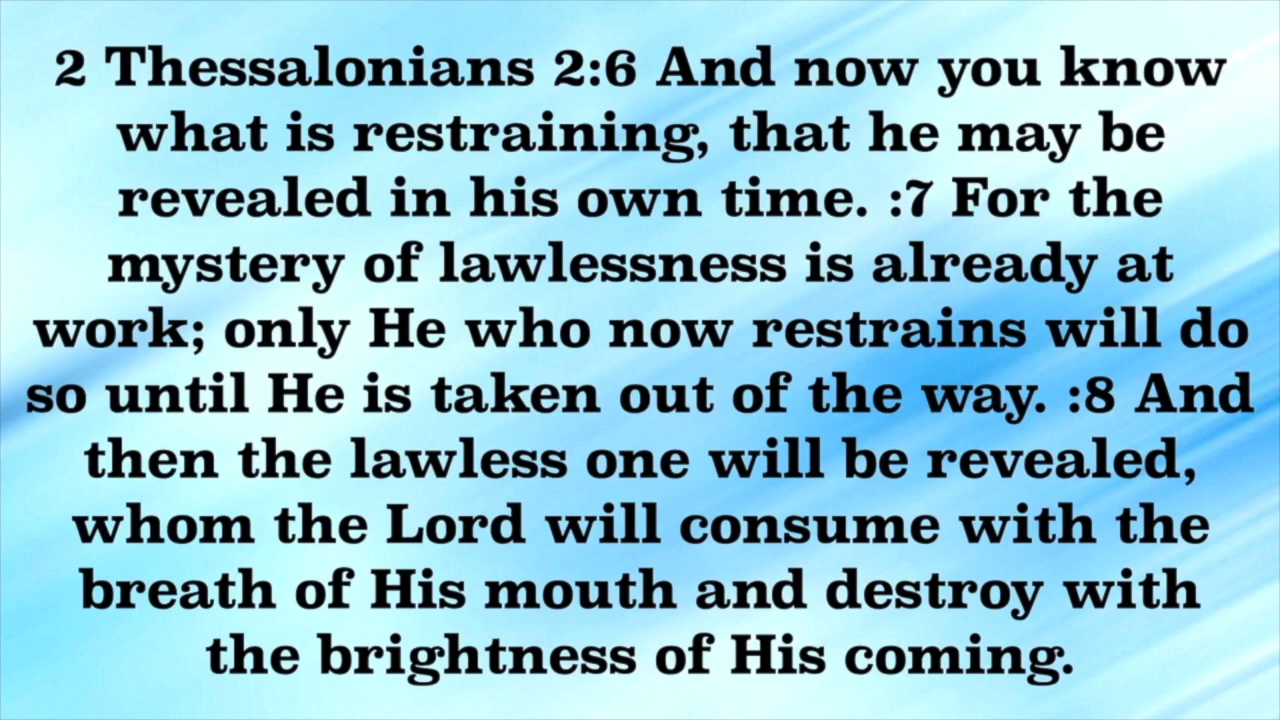 2 Thessalonians 2:6 And now you know
what is restraining, that he may be
revealed in his own time. :7 For the
mystery of lawlessness is already at
work; only He who now restrains will do
so until He is taken out of the way. :8 And
then the lawless one will be revealed,
whom the Lord will consume with the
breath of His mouth and destroy with
the brightness of His coming.